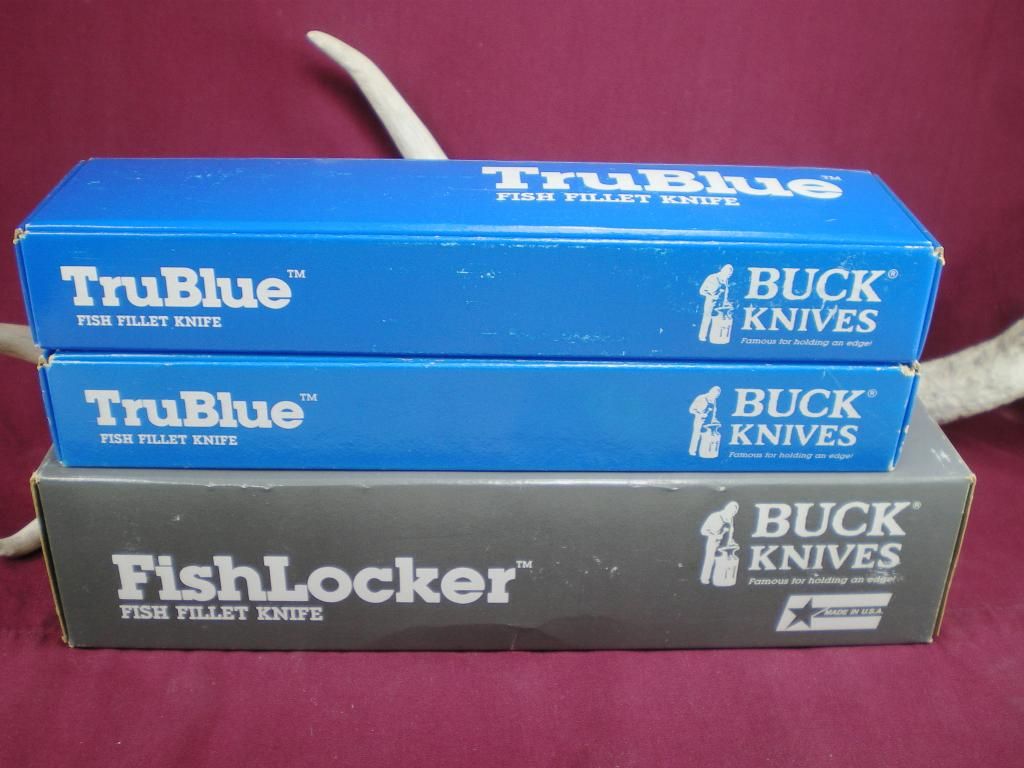 TruBlue™
FISH FILLET KNIFE
TruBlue™
FISH FILLET KNIFE
BUCK®
KNIVES
Famous for holding an edge!
TruBlue™
FISH FILLET KNIFE
BUCK®
KNIVES
Famous for holding an edge!
FishLocker™
FISH FILLET KNIFE
BUCK®
KNIVES
Famous for holding an edge!
MADE IN U.S.A.